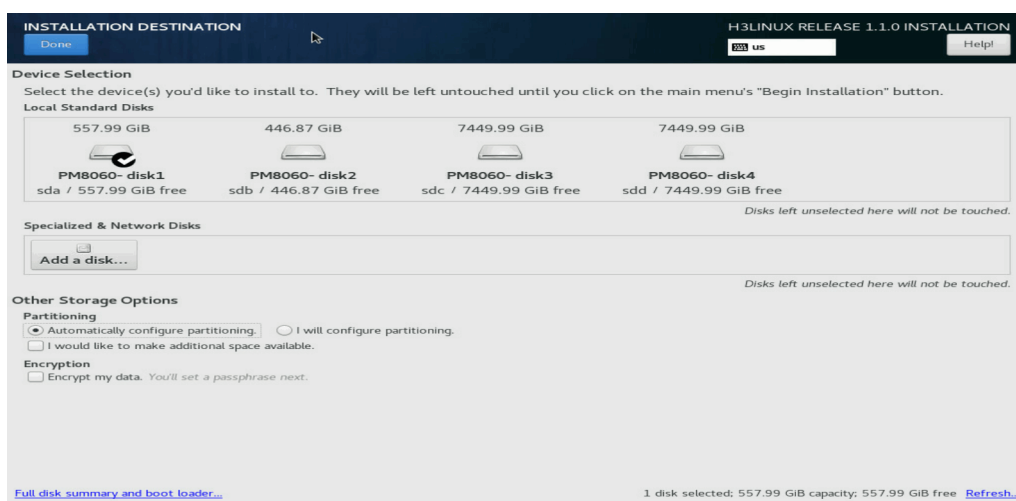 INSTALLATION DESTINATION
H3LINUX RELEASE 1.1.0 INSTALLATION
Done
us
Help!
Device Selection
Select the device(s) you'd like to install to. They will be left untouched until you click on the main menu's "Begin Installation" button.
Local Standard Disks
557.99 GiB 446.87 GiB 7449.99 GiB 7449.99 GiB
PM8060- disk1 PM8060- disk2 PM8060- disk3 PM8060- disk4
sda / 557.99 GiB free sdb / 446.87 GiB free sdc / 7449.99 GiB free sdd / 7449.99 GiB free
Disks left unselected here will not be touched.
Specialized & Network Disks
Add a disk...
Disks left unselected here will not be touched.
Other Storage Options
Partitioning
Automatically configure partitioning. I will configure partitioning.
I would like to make additional space available.
Encryption
Encrypt my data. You'll set a passphrase next.
Full disk summary and boot loader...
1 disk selected; 557.99 GiB capacity; 557.99 GiB free Refresh..